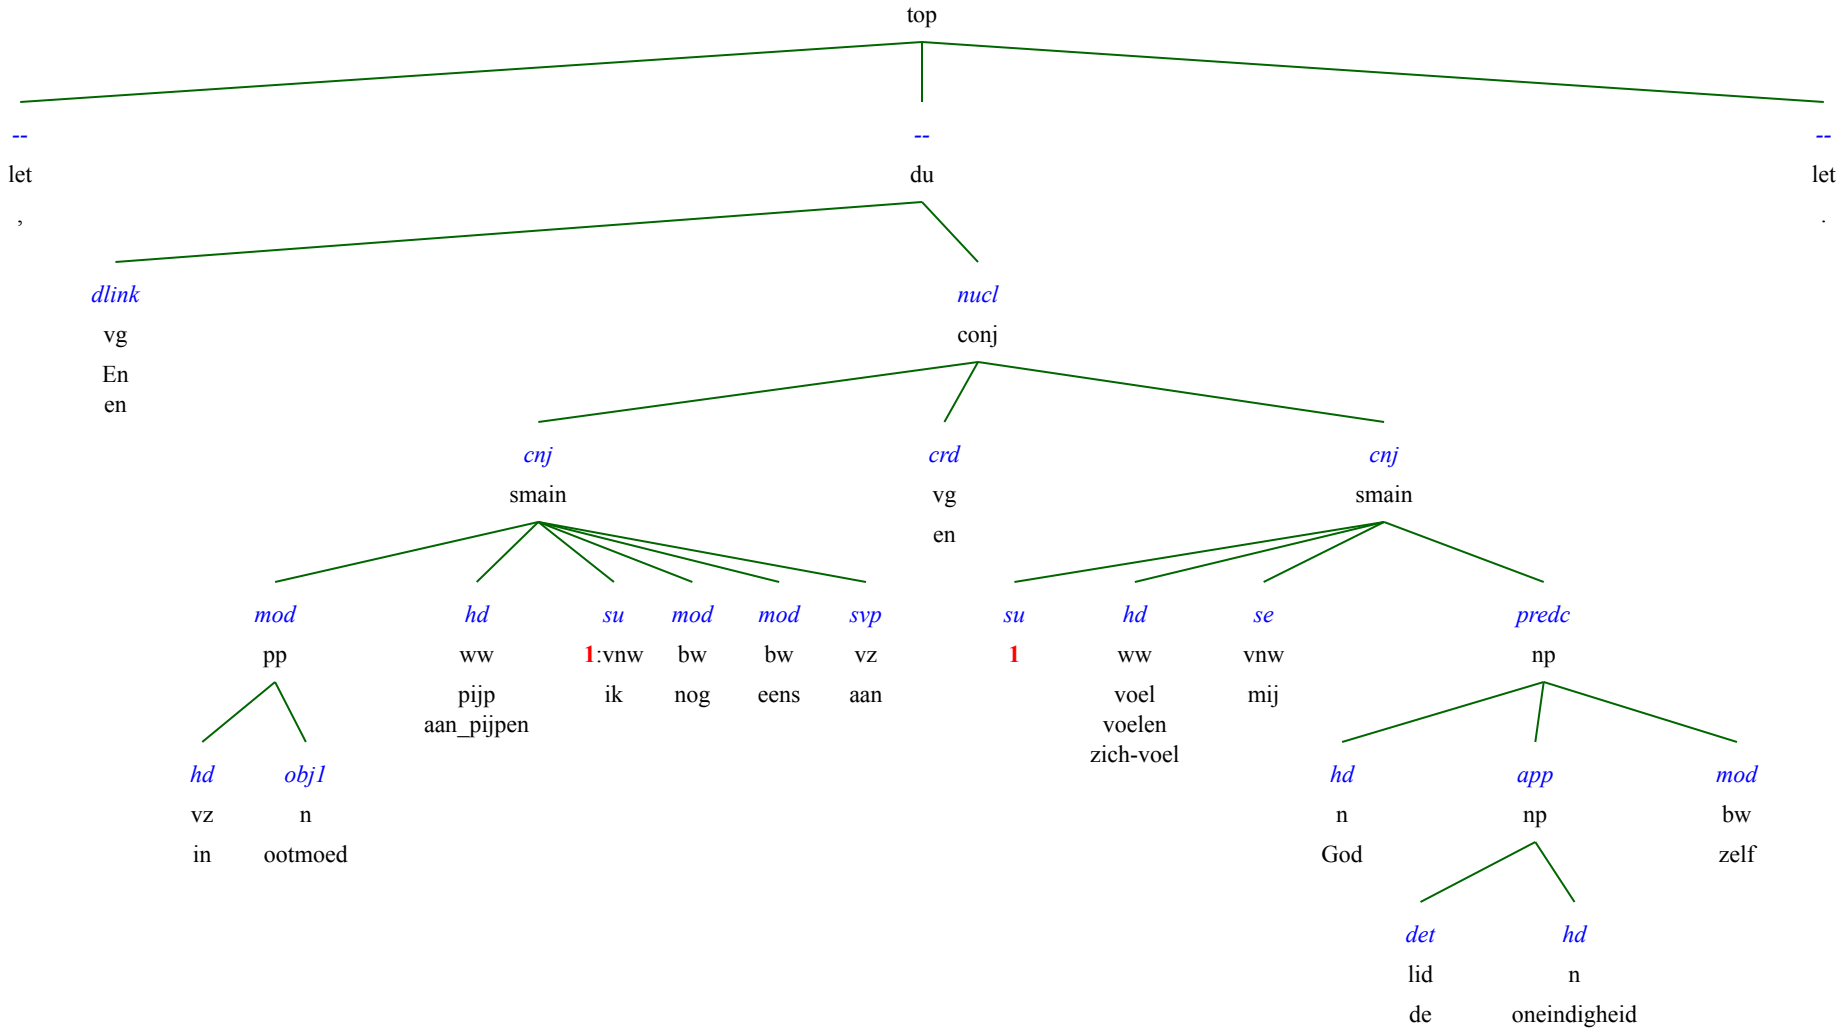 top
-- -- --
let du let
, .
dlink nucl
vg conj
En
en
cnj crd cnj
smain vg smain
en
mod hd su mod mod svp su hd se predc
pp ww 1:vnw bw bw vz 1 ww vnw np
pijp ik nog eens aan voel mij
aan_pijpen voelen
zich-voel
hd obj1 hd app mod
vz n n np bw
in ootmoed God zelf
det hd
lid n
de oneindigheid